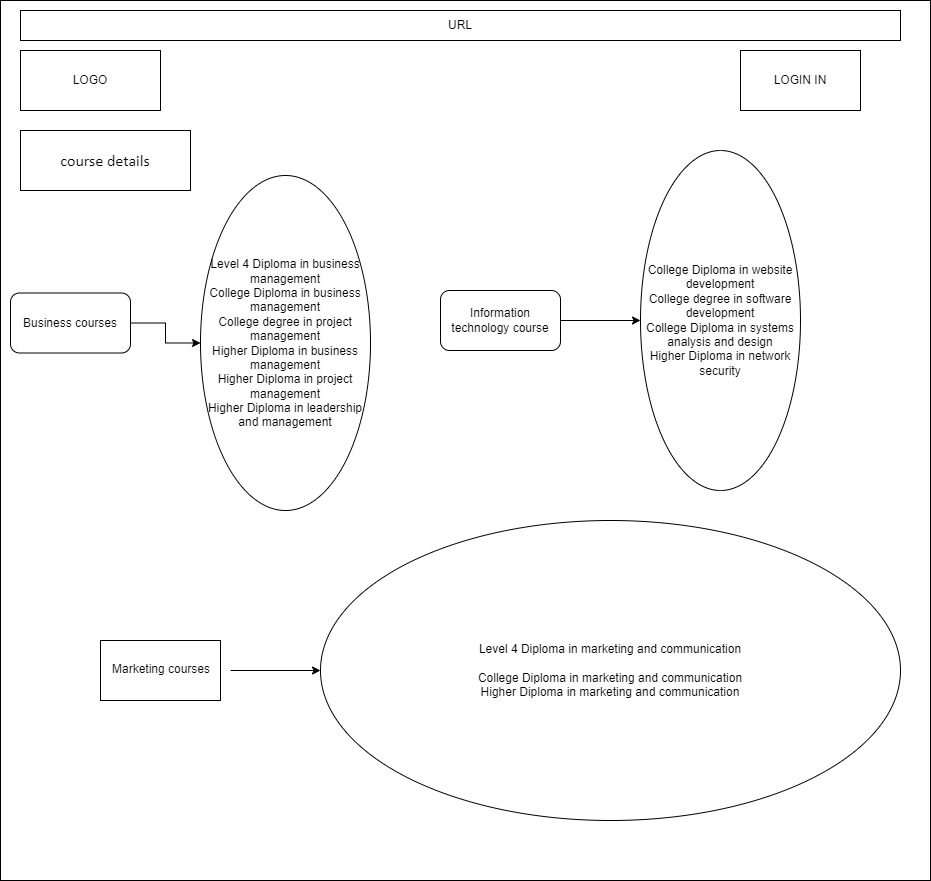 URL
LOGO
LOGIN IN
course details
Business courses
Level 4 Diploma in business
management
College Diploma in business
management
College degree in project
management
Higher Diploma in business
management
Higher Diploma in project
management
Higher Diploma in leadership
and management
Information
technology course
College Diploma in website
development
College degree in software
development
College Diploma in systems
analysis and design
Higher Diploma in network
security
Marketing courses
Level 4 Diploma in marketing and communication
College Diploma in marketing and communication
Higher Diploma in marketing and communication